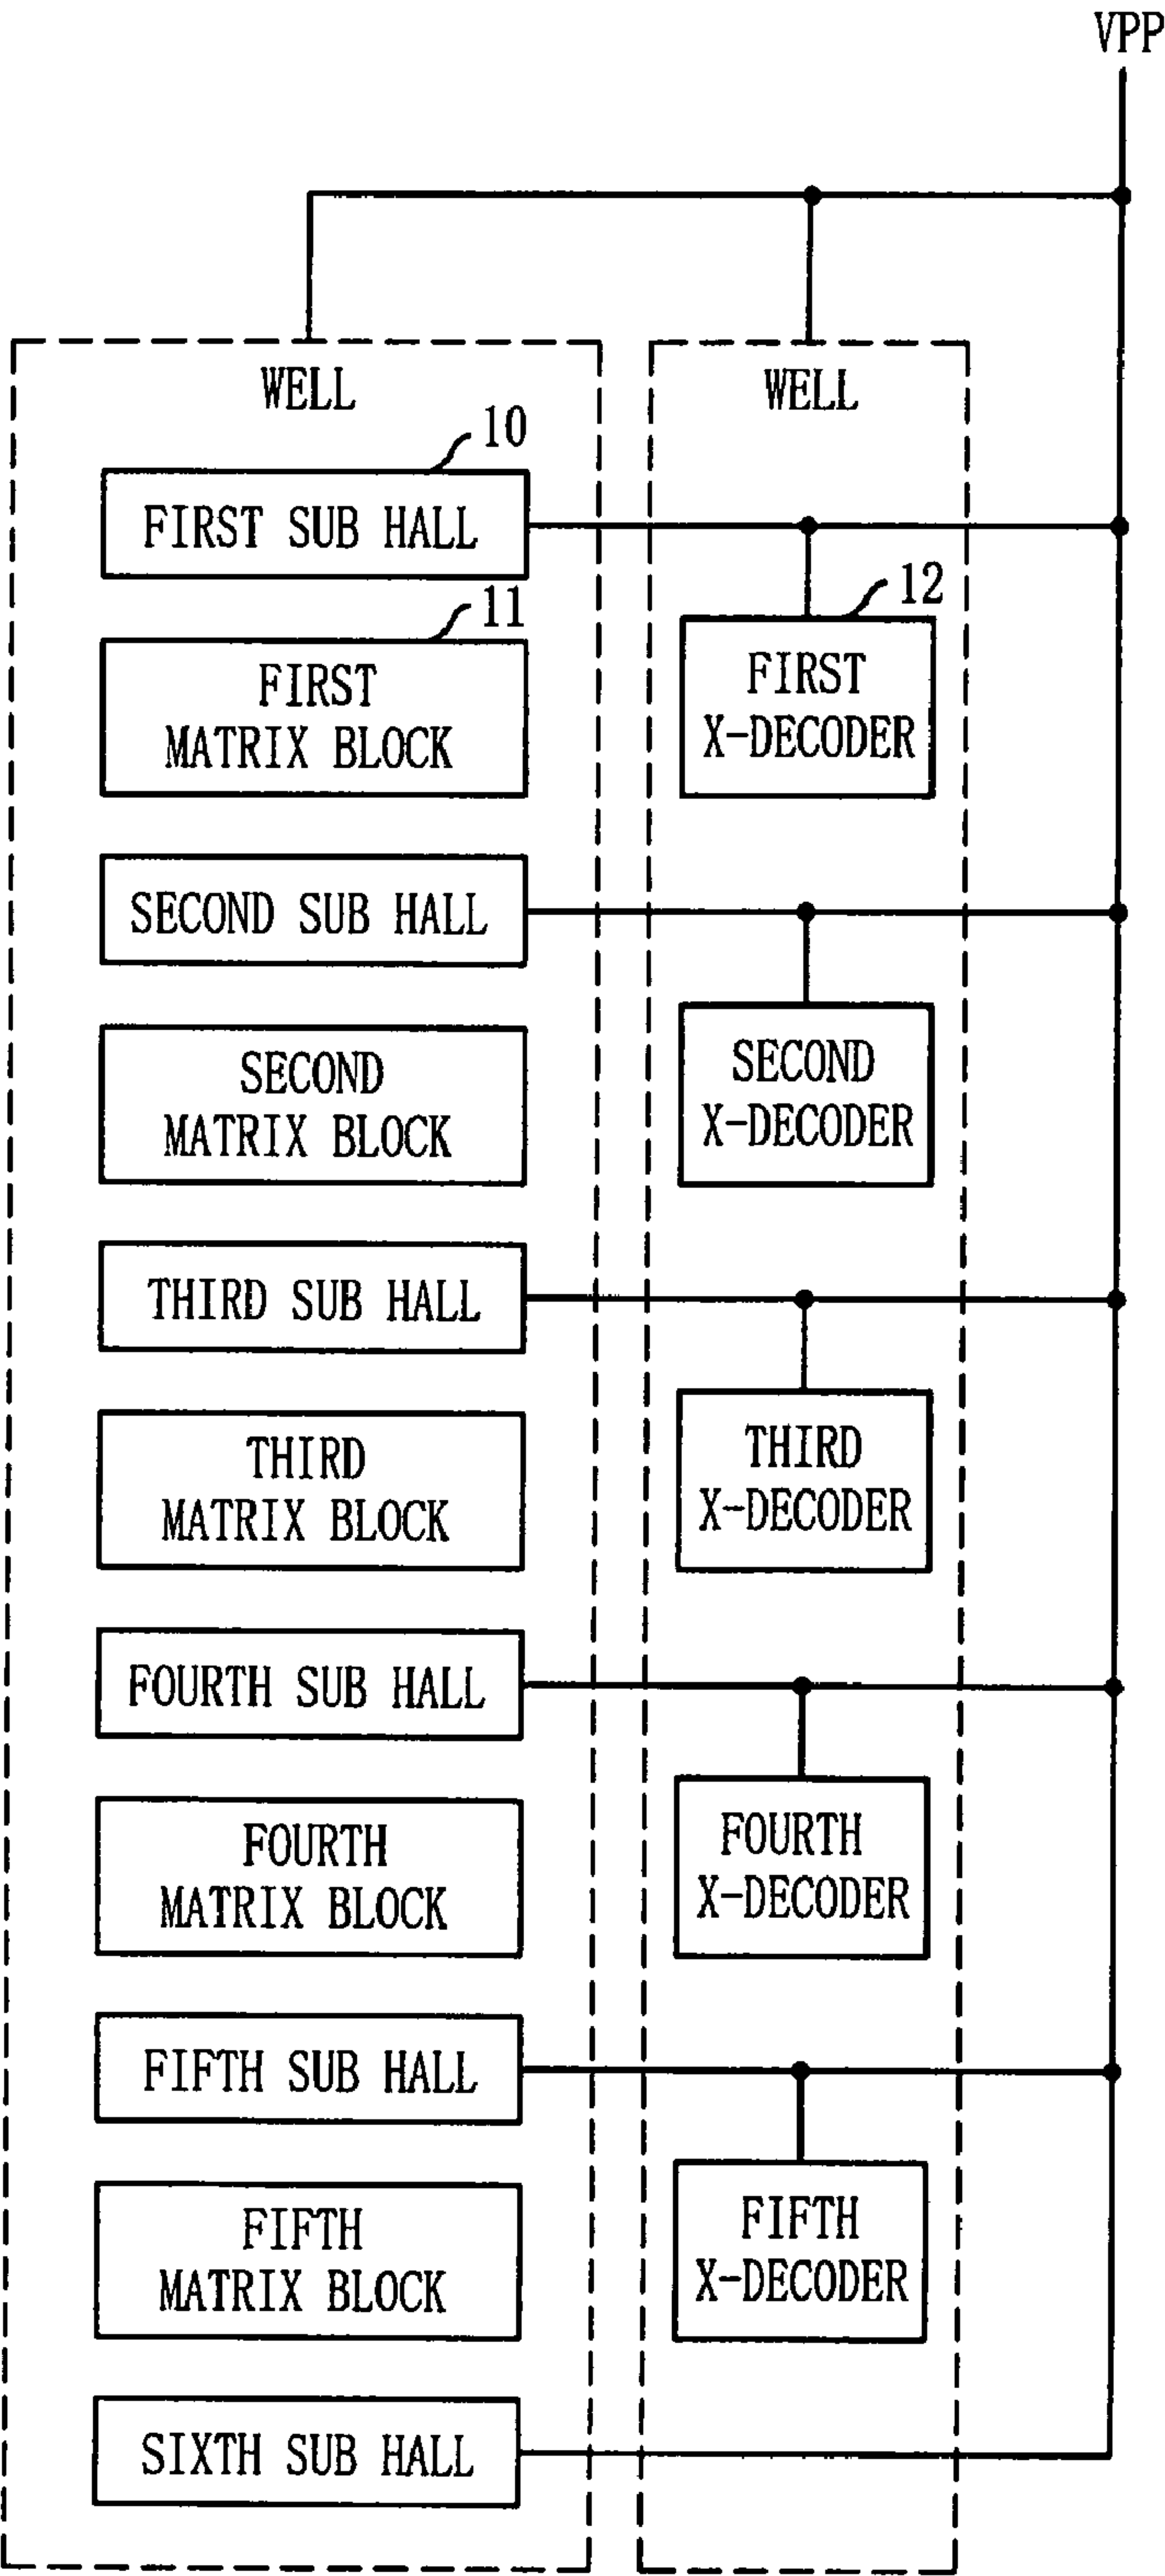 VPP
WELL
WELL
10
FIRST SUB HALL
11
FIRST
MATRIX BLOCK
12
FIRST
X-DECODER
SECOND SUB HALL
SECOND
MATRIX BLOCK
SECOND
X-DECODER
THIRD SUB HALL
THIRD
MATRIX BLOCK
THIRD
X-DECODER
FOURTH SUB HALL
FOURTH
MATRIX BLOCK
FOURTH
X-DECODER
FIFTH SUB HALL
FIFTH
MATRIX BLOCK
FIFTH
X-DECODER
SIXTH SUB HALL